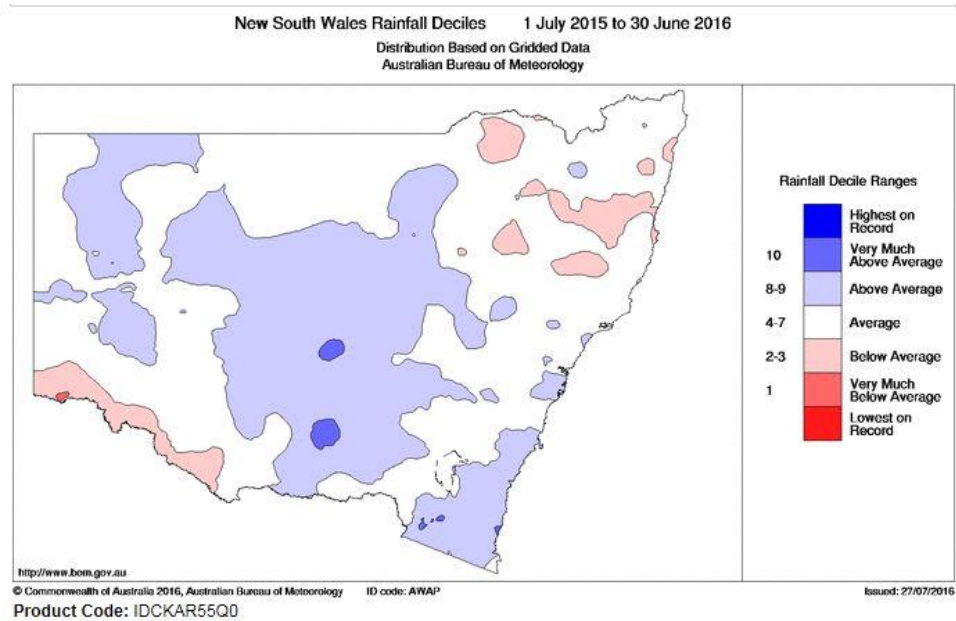 New South Wales Rainfall Deciles 1 July 2015 to 30 June 2016
Distribution Based on Gridded Data
Australian Bureau of Meteorology
Rainfall Decile Ranges
Highest on
Record
10 Very Much
Above Average
8-9 Above Average
4-7 Average
2-3 Below Average
1 Very Much
Below Average
Lowest on
Record
http://www.bom.gov.au
© Commonwealth of Australia 2016, Australian Bureau of Meteorology ID code: AWAP Issued: 27/07/2016
Product Code: IDCKAR55Q0